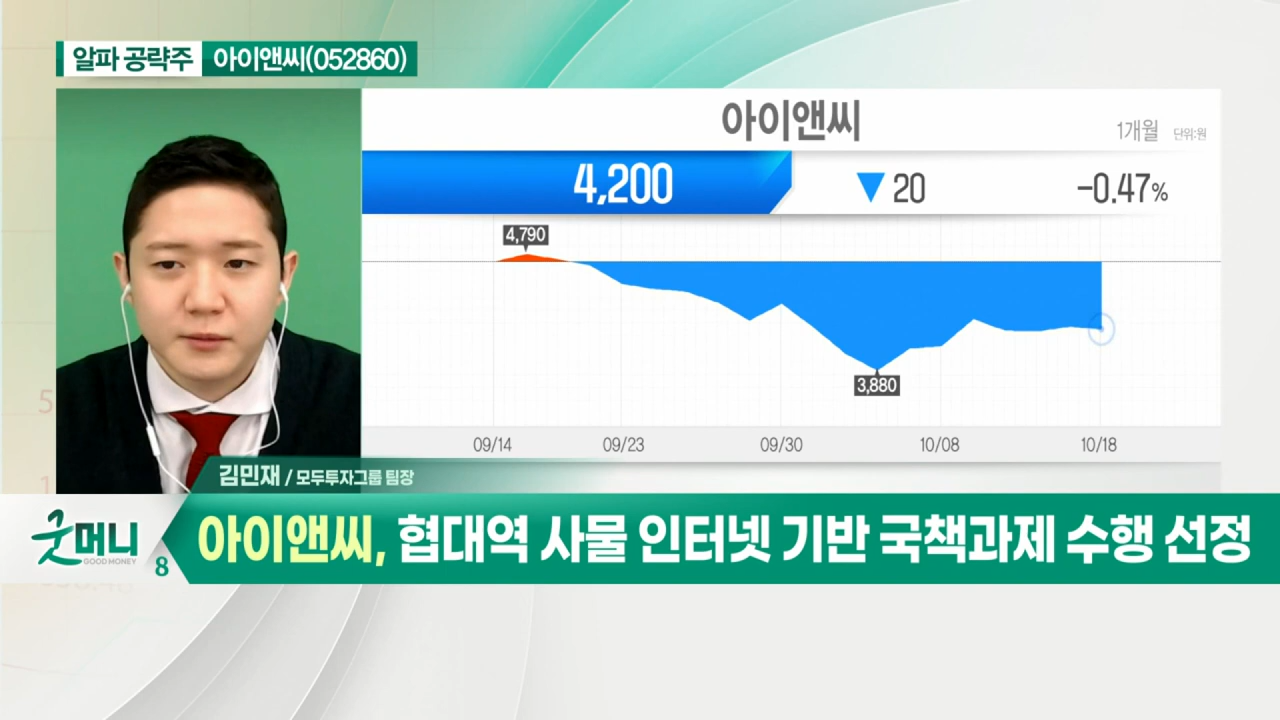 알파 공략주 아이앤씨(052860)
아이앤씨
1개월 단위:원
4,200 ▼ 20 -0.47%
4,790
3,880
09/14 09/23 09/30 10/08 10/18
김민재 / 모두투자그룹 팀장
굿머니
GOOD MONEY
8
아이앤씨, 협대역 사물 인터넷 기반 국책과제 수행 선정
5
1